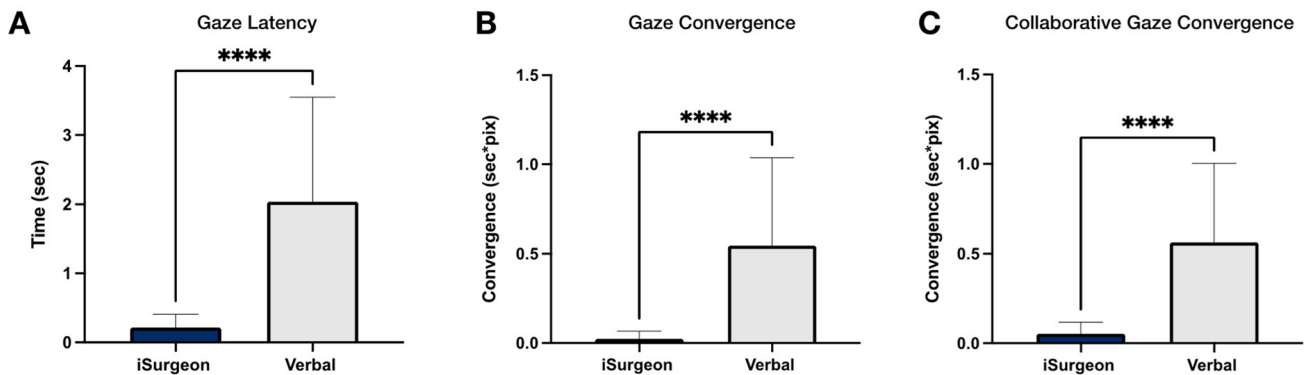 A
Gaze Latency
****
Time (sec)
4
3
2
1
0
iSurgeon
Verbal
B
Gaze Convergence
****
Convergence (sec*pix)
1.5
1.0
0.5
0.0
iSurgeon
Verbal
C
Collaborative Gaze Convergence
****
Convergence (sec*pix)
1.5
1.0
0.5
0.0
iSurgeon
Verbal